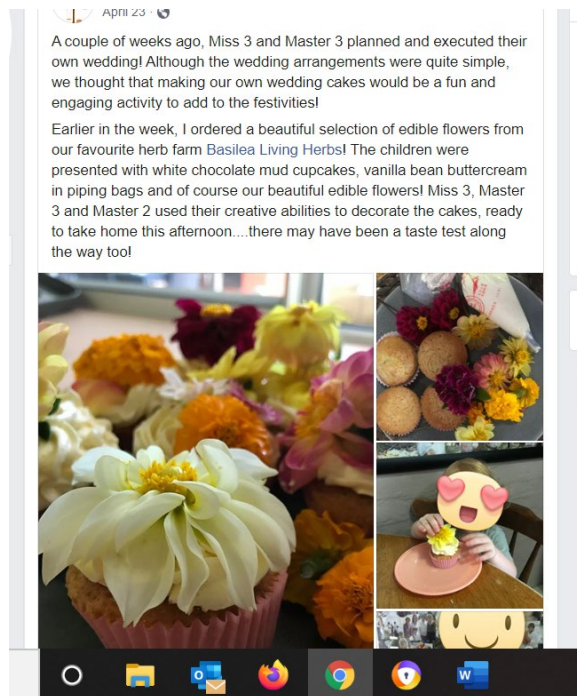 April 23 ·
A couple of weeks ago, Miss 3 and Master 3 planned and executed their
own wedding! Although the wedding arrangements were quite simple,
we thought that making our own wedding cakes would be a fun and
engaging activity to add to the festivities!
Earlier in the week, I ordered a beautiful selection of edible flowers from
our favourite herb farm Basilea Living Herbs! The children were
presented with white chocolate mud cupcakes, vanilla bean buttercream
in piping bags and of course our beautiful edible flowers! Miss 3, Master
3 and Master 2 used their creative abilities to decorate the cakes, ready
to take home this afternoon....there may have been a taste test along
the way too!